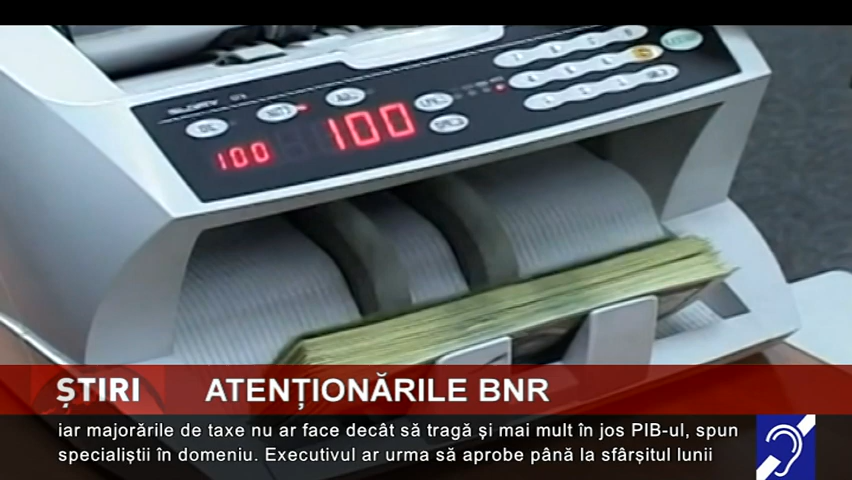 GLORY
100
100
ȘTIRI
ATENȚIONĂRILE BNR
iar majorările de taxe nu ar face decât să tragă și mai mult în jos PIB-ul, spun
specialiștii în domeniu. Executivul ar urma să aprobe până la sfârșitul lunii